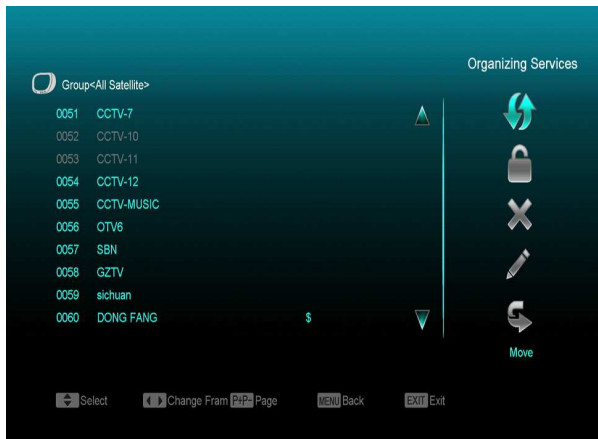 Organizing Services
Group<All Satellite>
0051 CCTV-7
0052 CCTV-10
0053 CCTV-11
0054 CCTV-12
0055 CCTV-MUSIC
0056 OTV6
0057 SBN
0058 GZTV
0059 sichuan
0060 DONG FANG $
Move
Select Change Fram P+P- Page MENU Back EXIT Exit